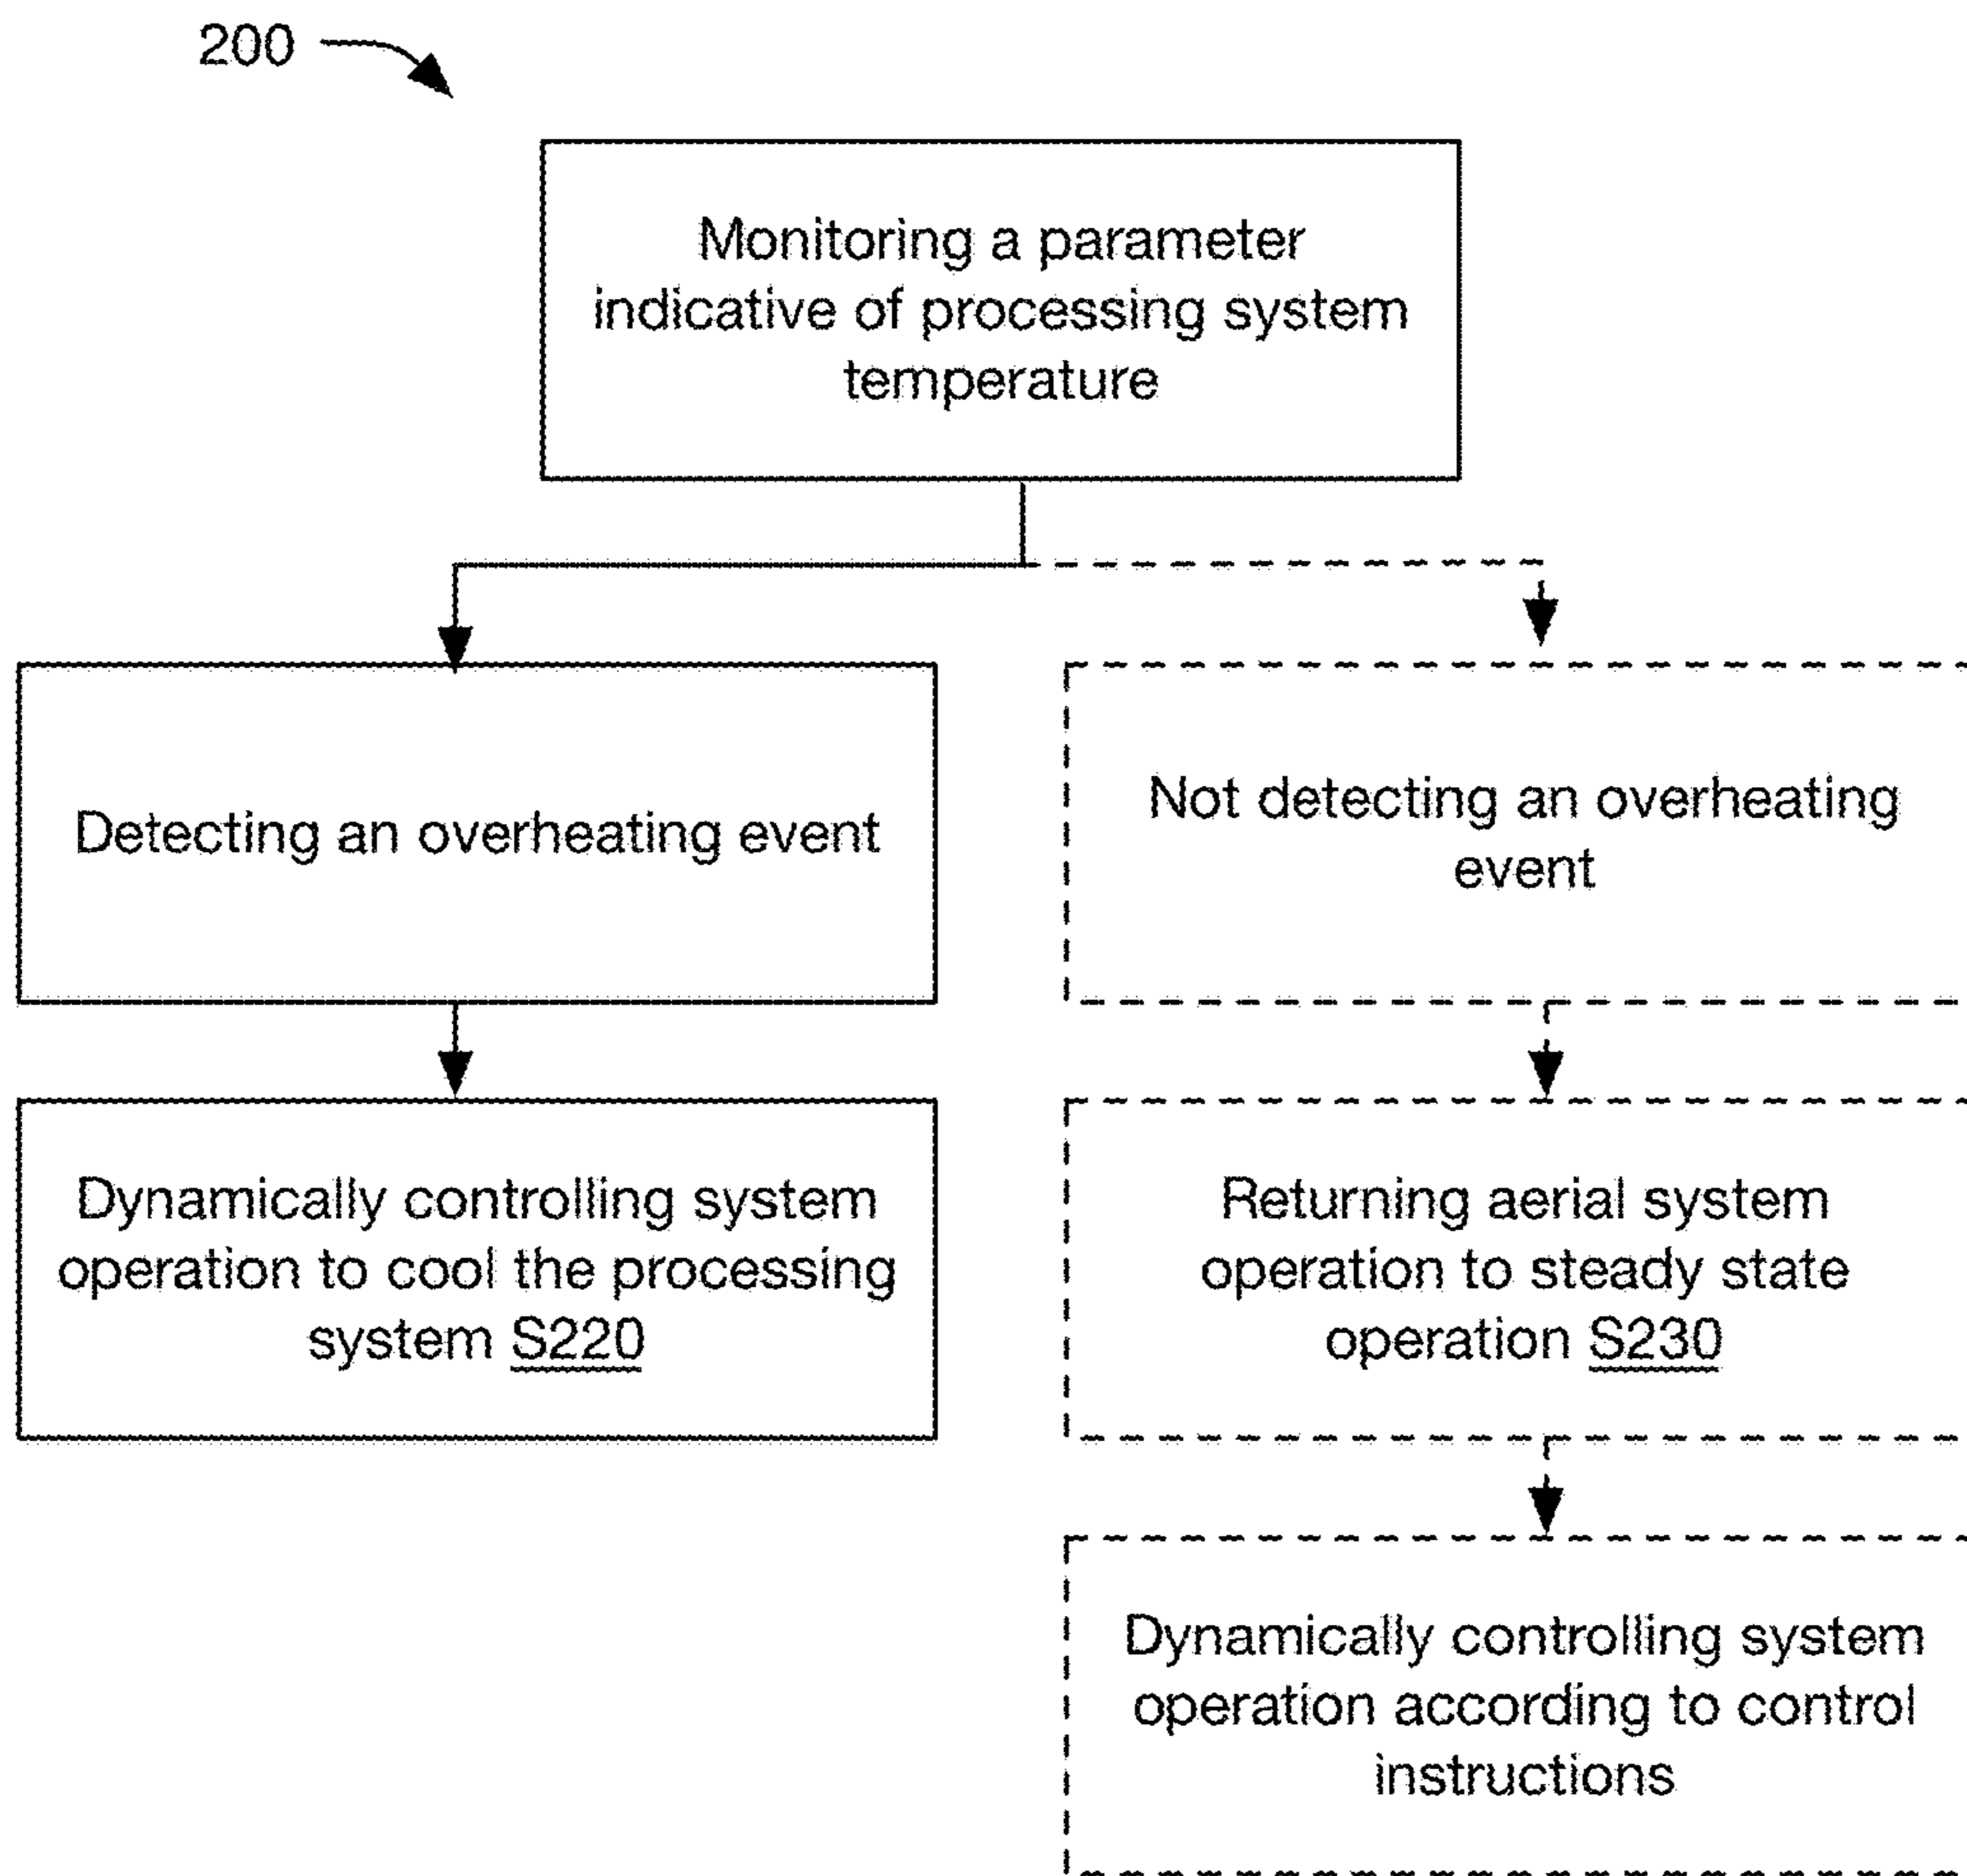 200
Monitoring a parameter
indicative of processing system
temperature
Detecting an overheating event
Not detecting an overheating
event
Dynamically controlling system
operation to cool the processing
system S220
Returning aerial system
operation to steady state
operation S230
Dynamically controlling system
operation according to control
instructions